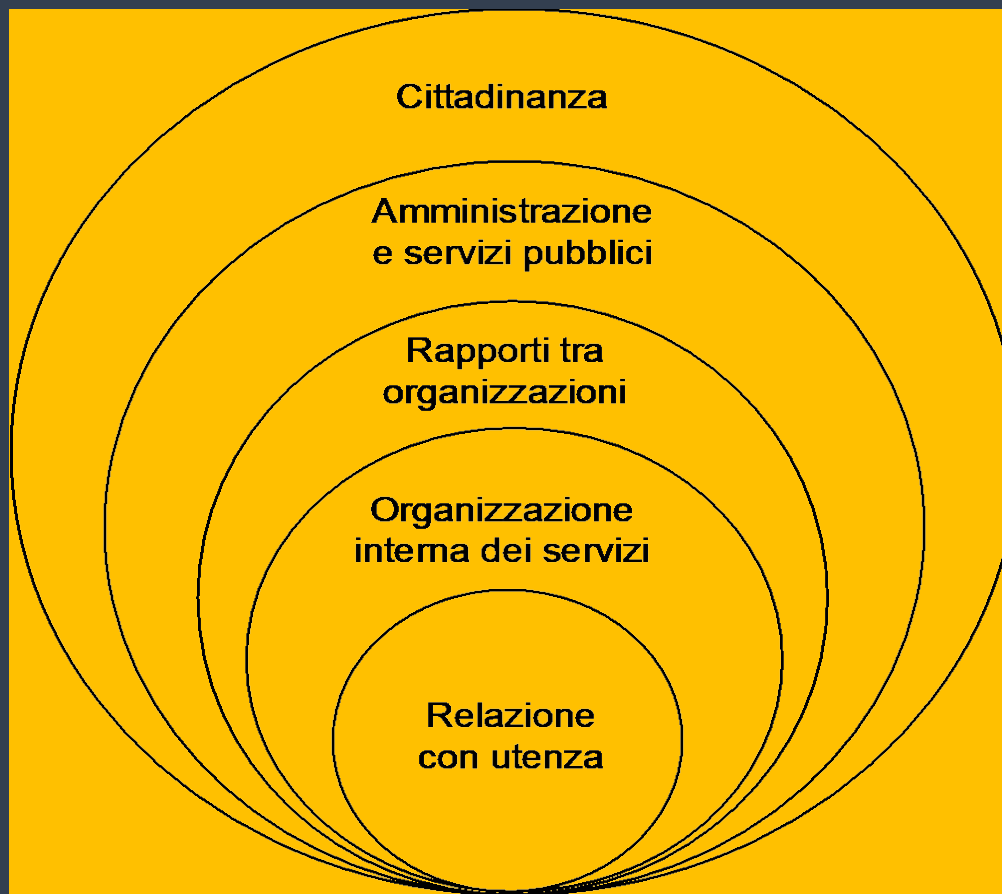 Cittadinanza
Amministrazione
e servizi pubblici
Rapporti tra
organizzazioni
Organizzazione
interna dei servizi
Relazione
con utenza